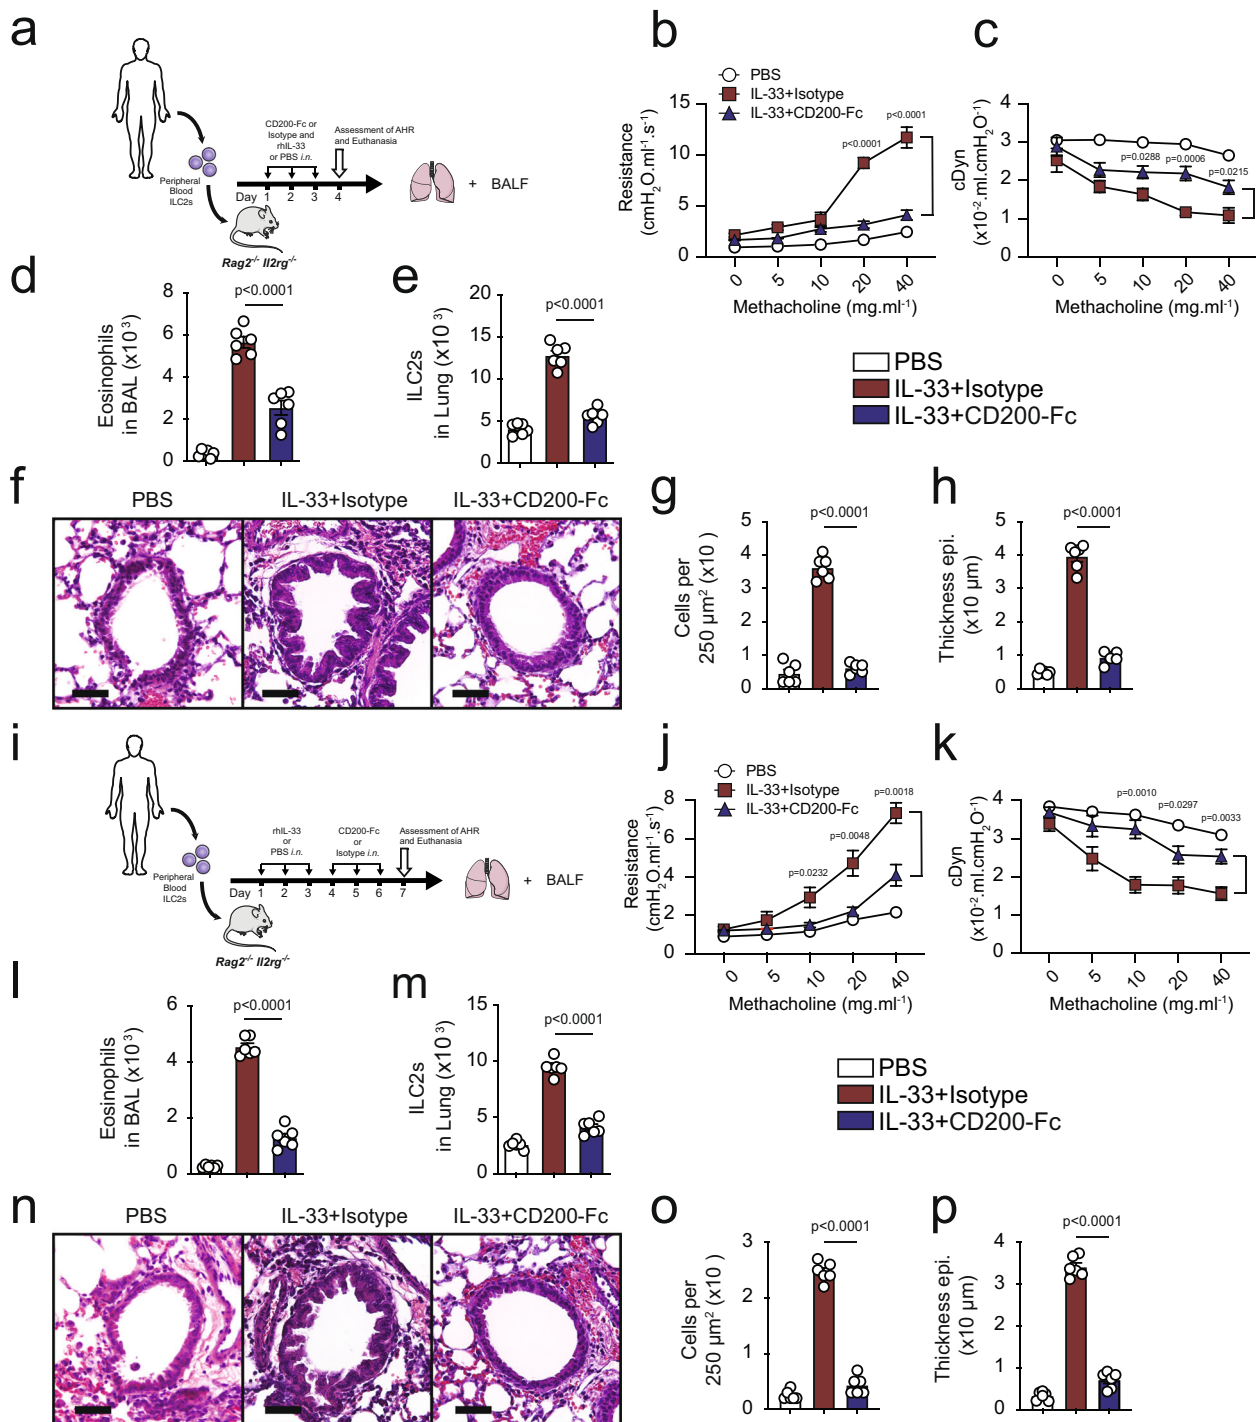 a
CD200-Fc or
Isotype and
rhIL-33
or PBS i.n.
Assessment of AHR
and Euthanasia
Peripheral
Blood
ILC2s
Day 1 2 3 4
+ BALF
Rag2-/- Il2rg-/-
b
PBS
IL-33+Isotype
IL-33+CD200-Fc
Resistance
(cmH2O.ml-1.s-1)
15
10
5
0
p<0.0001
p<0.0001
0 5 10 20 40
Methacholine (mg.ml-1)
c
cDyn
(x10-2.ml.cmH2O-1)
4
3
2
1
0
p=0.0288 p=0.0006
p=0.0215
0 5 10 20 40
Methacholine (mg.ml-1)
d
Eosinophils
in BAL (x10 3)
8
6
4
2
0
p<0.0001
e
ILC2s
in Lung (x10 3)
20
15
10
5
0
p<0.0001
PBS
IL-33+Isotype
IL-33+CD200-Fc
f
PBS IL-33+Isotype IL-33+CD200-Fc
g
Cells per
250 µm2 (x10 )
5
4
3
2
1
0
p<0.0001
h
Thickness epi.
(x10 µm)
5
4
3
2
1
0
p<0.0001
i
rhIL-33
or
PBS i.n.
CD200-Fc
or
Isotype i.n.
Assessment of AHR
and Euthanasia
Peripheral
Blood
ILC2s
Day 1 2 3 4 5 6 7
+ BALF
Rag2-/- Il2rg-/-
j
PBS
IL-33+Isotype
IL-33+CD200-Fc
Resistance
(cmH2O.ml-1.s-1)
8
6
4
2
0
p=0.0018
p=0.0048
p=0.0232
0 5 10 20 40
Methacholine (mg.ml-1)
k
cDyn
(x10-2.ml.cmH2O-1)
4
3
2
1
0
p=0.0010
p=0.0297
p=0.0033
0 5 10 20 40
Methacholine (mg.ml-1)
l
Eosinophils
in BAL (x10 3)
6
4
2
0
p<0.0001
m
ILC2s
in Lung (x10 3)
15
10
5
0
p<0.0001
PBS
IL-33+Isotype
IL-33+CD200-Fc
n
PBS IL-33+Isotype IL-33+CD200-Fc
o
Cells per
250 µm2 (x10 )
3
2
1
0
p<0.0001
p
Thickness epi.
(x10 µm)
4
3
2
1
0
p<0.0001